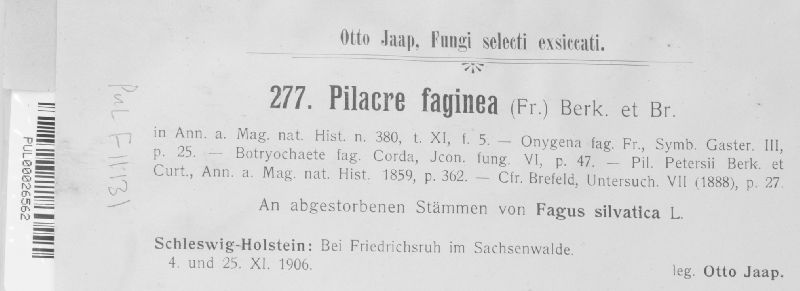 Otto Jaap, Fungi selecti exsiccati.
277. Pilacre faginea (Fr.) Berk. et Br.
in Ann. a. Mag. nat. Hist. n. 380, t. XI, f. 5. — Onygena fag. Fr., Symb. Gaster. III,
p. 25. — Botryochaete fag. Corda, Jcon. fung. VI, p. 47. — Pil. Petersii Berk. et
Curt., Ann. a. Mag. nat. Hist. 1859, p. 362. — Cfr. Brefeld, Untersuch. VII (1888), p. 27.
An abgestorbenen Stämmen von Fagus silvatica L.
Schleswig-Holstein: Bei Friedrichsruh im Sachsenwalde.
4. und 25. XI. 1906.
leg. Otto Jaap.
PUL F
PUL00026562